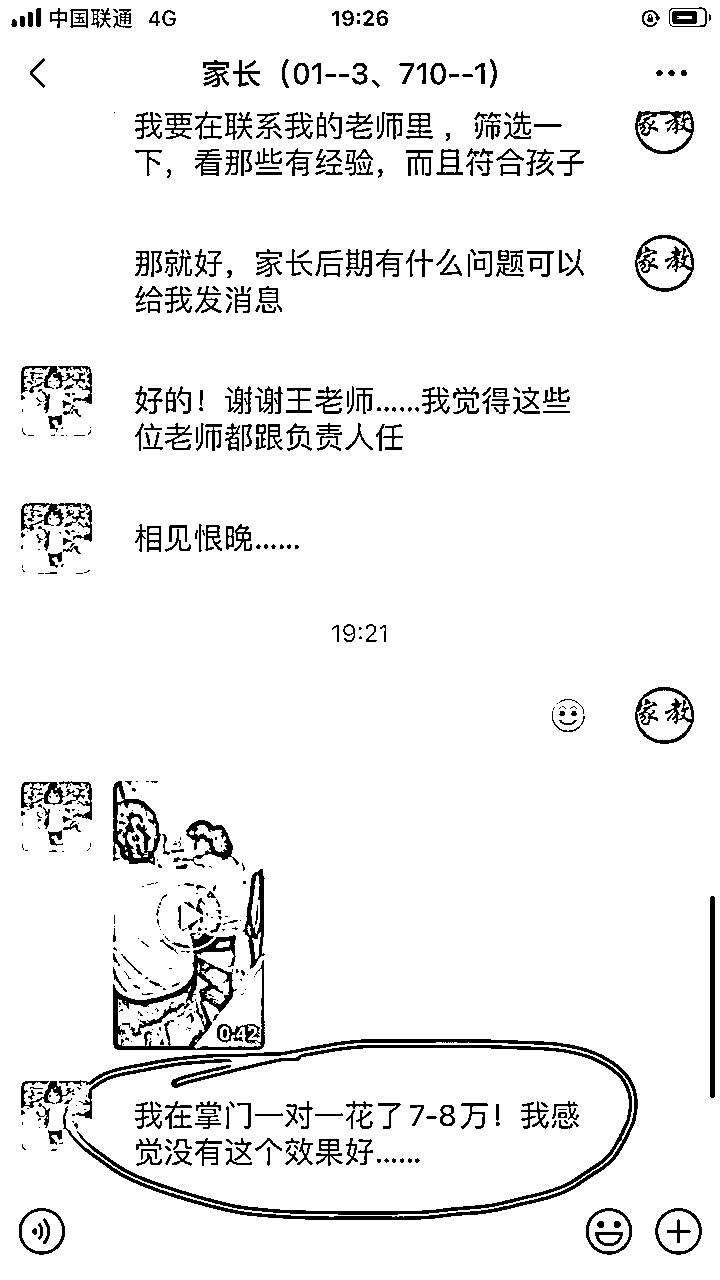 中国联通 4G 19:26
家长（01--3、710--1）
我要在联系我的老师里，筛选一
下，看那些有经验，而且符合孩子
家教
那就好，家长后期有什么问题可以
给我发消息
家教
好的！谢谢王老师……我觉得这些
位老师都跟负责人任
相见恨晚……
19:21
家教
0:42
我在掌门一对一花了7-8万！我感
觉没有这个效果好……